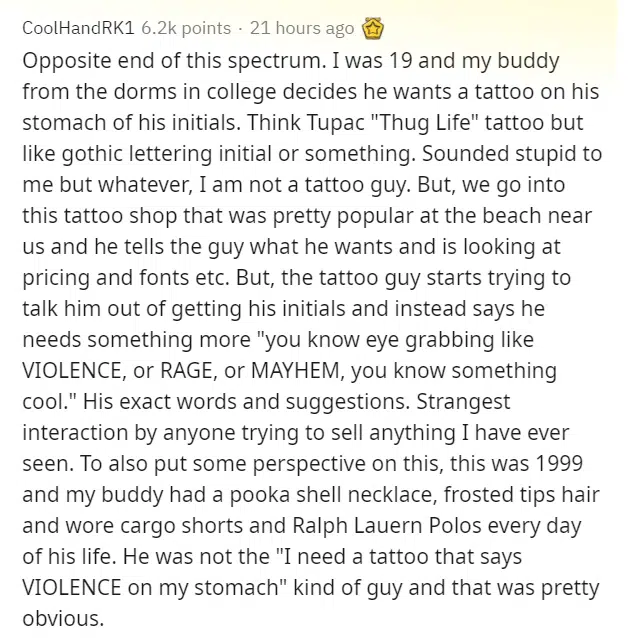 CoolHandRK1 6.2k points · 21 hours ago
Opposite end of this spectrum. I was 19 and my buddy
from the dorms in college decides he wants a tattoo on his
stomach of his initials. Think Tupac "Thug Life" tattoo but
like gothic lettering initial or something. Sounded stupid to
me but whatever, I am not a tattoo guy. But, we go into
this tattoo shop that was pretty popular at the beach near
us and he tells the guy what he wants and is looking at
pricing and fonts etc. But, the tattoo guy starts trying to
talk him out of getting his initials and instead says he
needs something more "you know eye grabbing like
VIOLENCE, or RAGE, or MAYHEM, you know something
cool." His exact words and suggestions. Strangest
interaction by anyone trying to sell anything I have ever
seen. To also put some perspective on this, this was 1999
and my buddy had a pooka shell necklace, frosted tips hair
and wore cargo shorts and Ralph Lauern Polos every day
of his life. He was not the "I need a tattoo that says
VIOLENCE on my stomach" kind of guy and that was pretty
obvious.